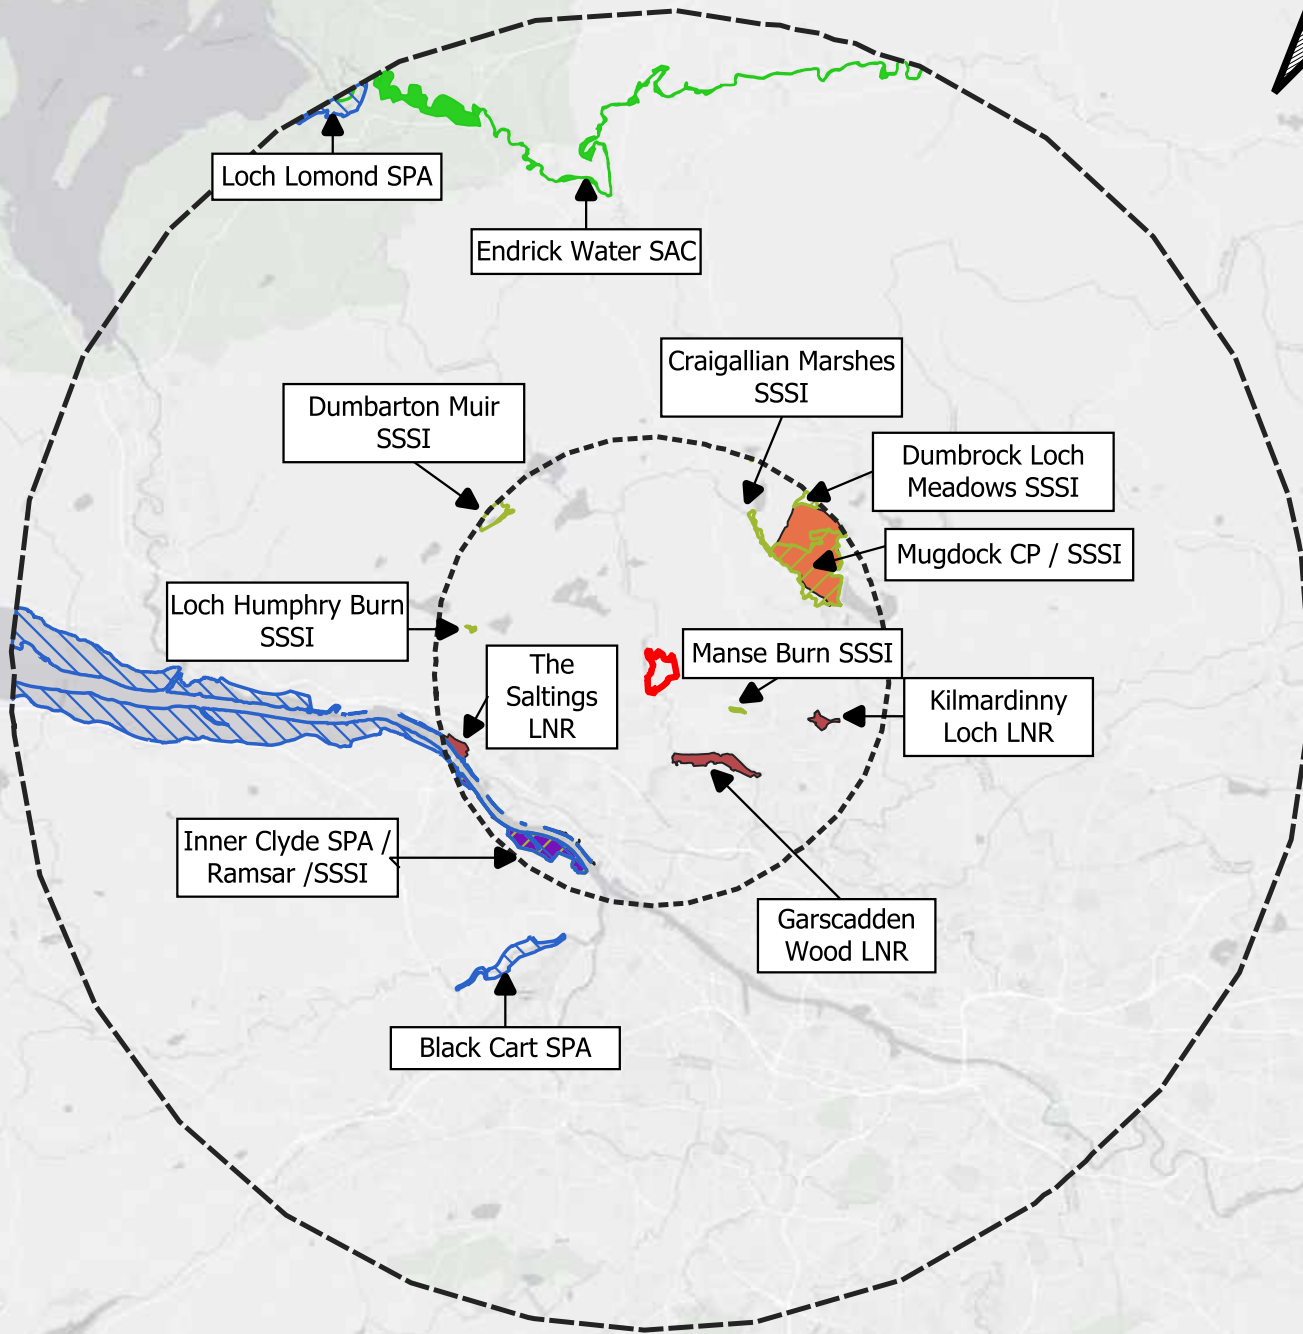 Loch Lomond SPA
Endrick Water SAC
Craigallian Marshes
SSSI
Dumbarton Muir
SSSI
Dumbrock Loch
Meadows SSSI
Mugdock CP / SSSI
Loch Humphry Burn
SSSI
The
Saltings
LNR
Manse Burn SSSI
Kilmardinny
Loch LNR
Inner Clyde SPA /
Ramsar /SSSI
Garscadden
Wood LNR
Black Cart SPA